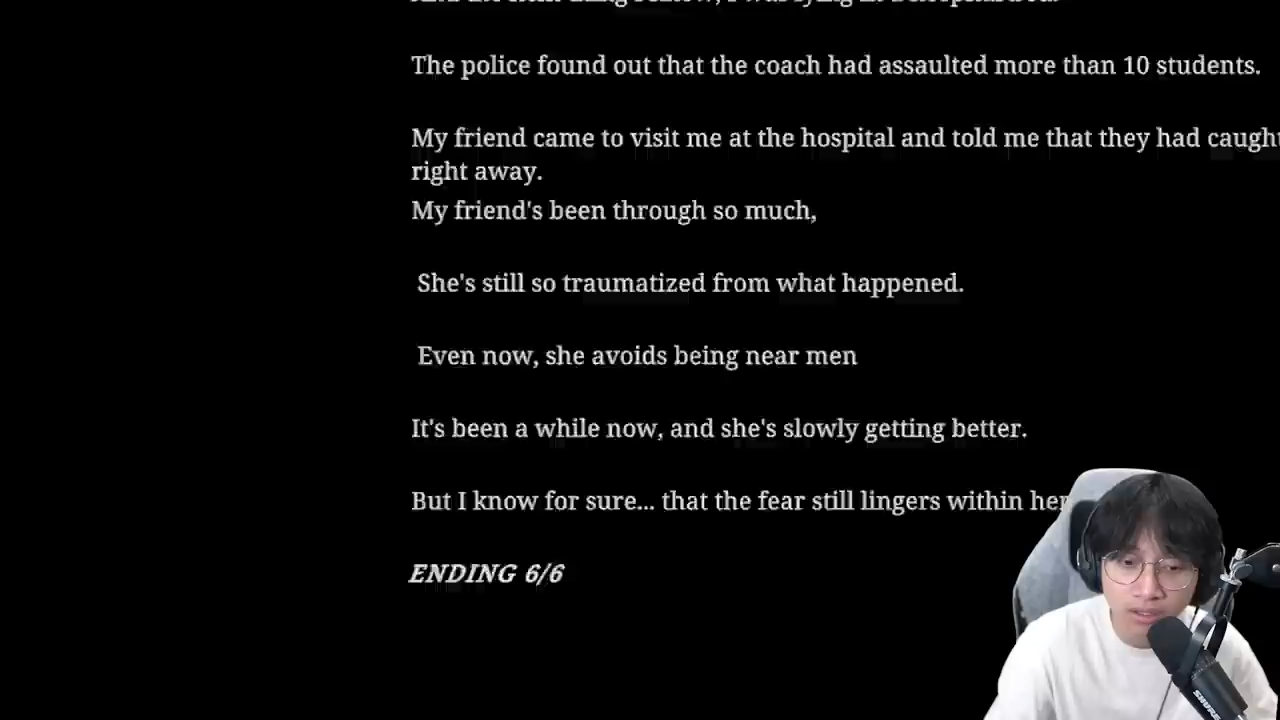 The police found out that the coach had assaulted more than 10 students.
My friend came to visit me at the hospital and told me that they had caught
right away.
My friend's been through so much,
She's still so traumatized from what happened.
Even now, she avoids being near men
It's been a while now, and she's slowly getting better.
But I know for sure... that the fear still lingers within her
ENDING 6/6
SHURE